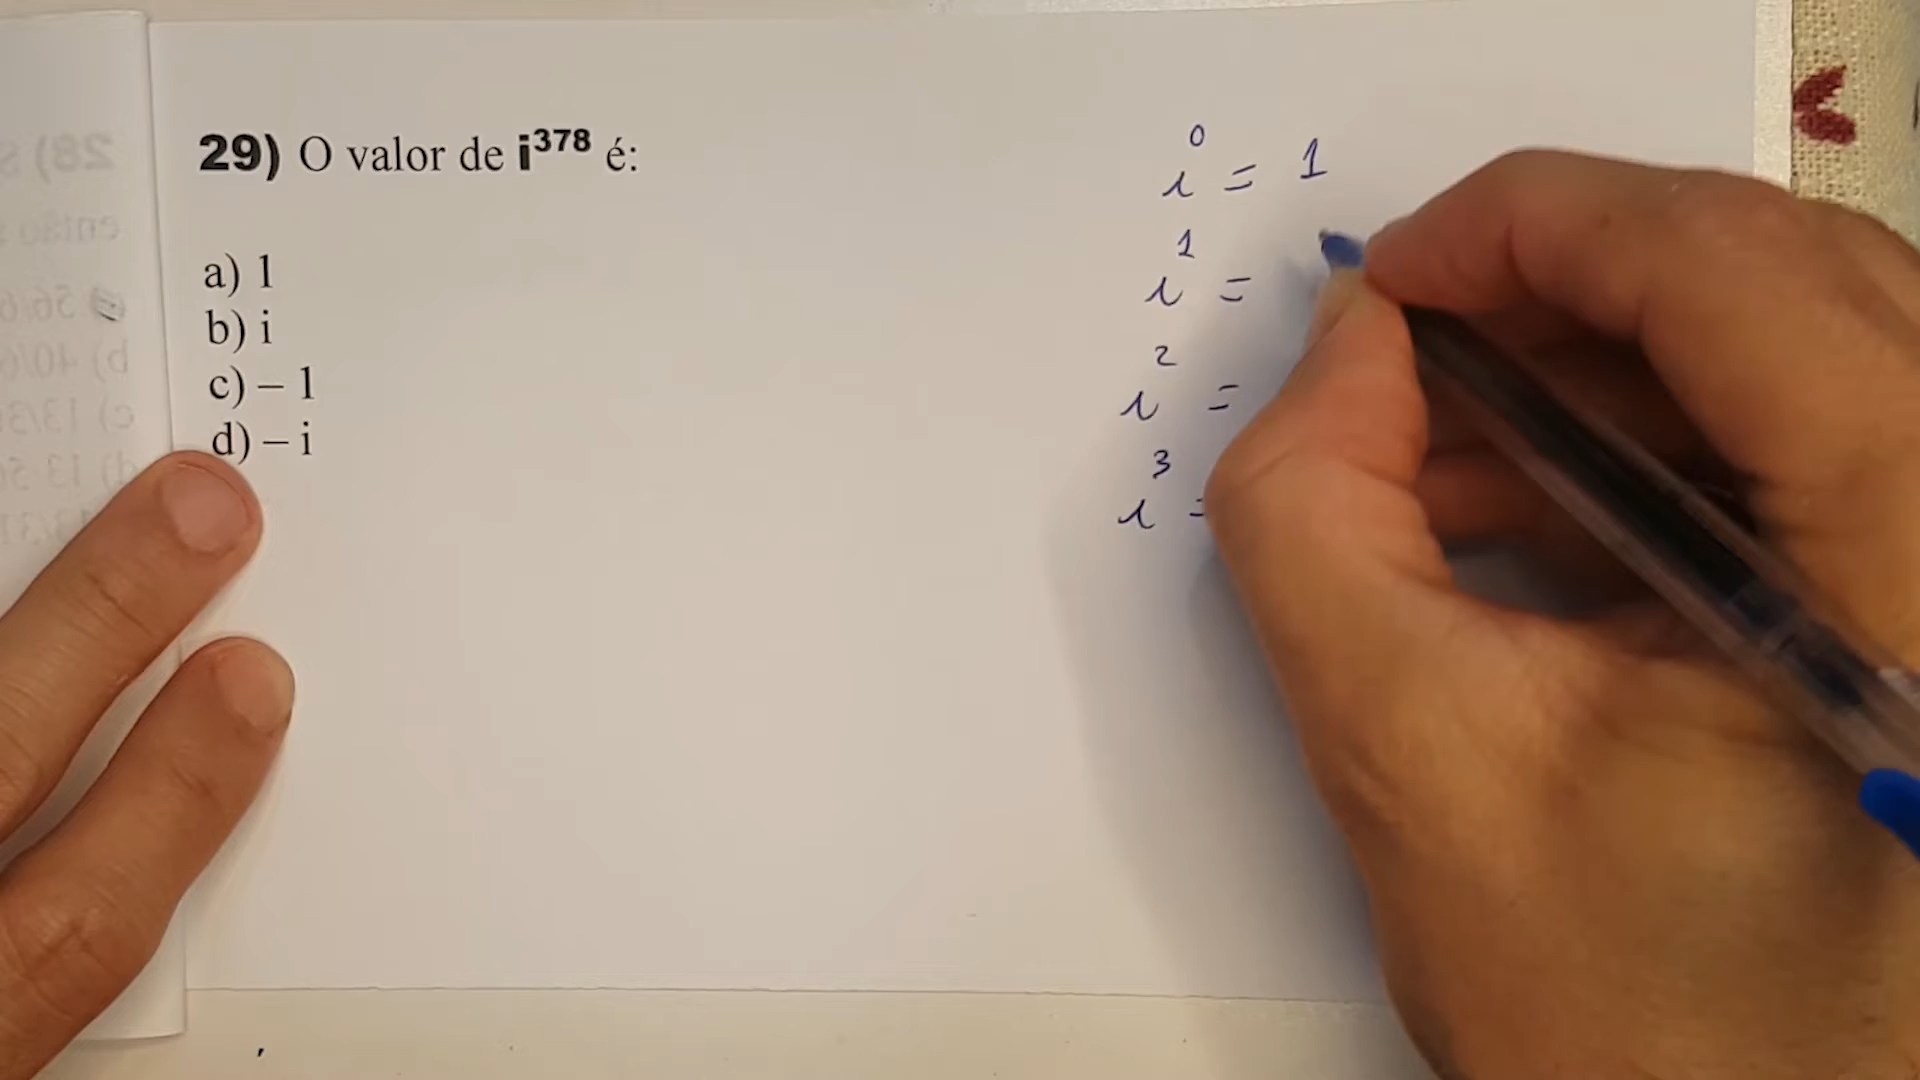 29) O valor de i³⁷⁸ é:
a) 1
b) i
c) – 1
d) – i
i⁰ = 1
i¹ =
i² =
i³ =